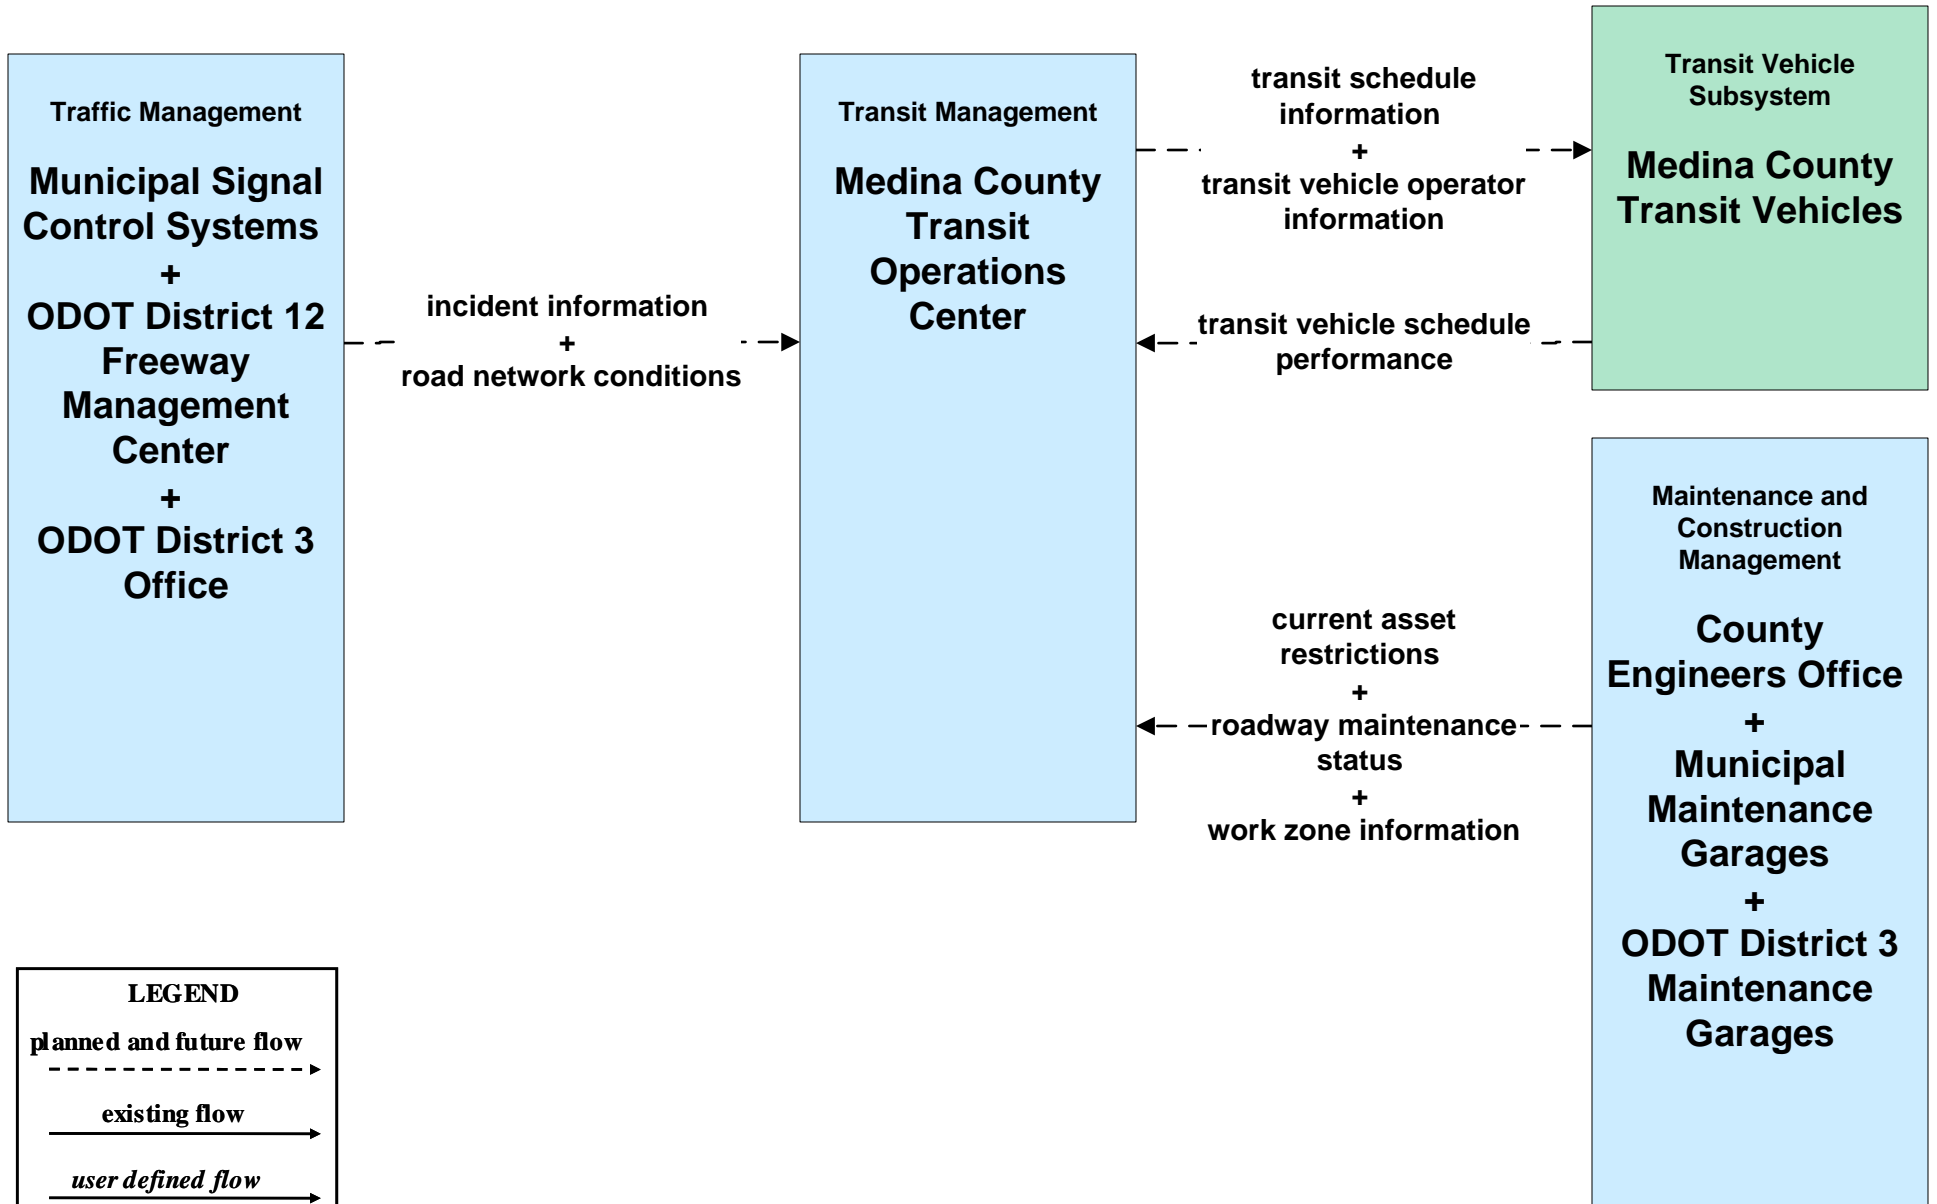 Traffic Management
Municipal Signal
Control Systems
+
ODOT District 12
Freeway
Management
Center
+
ODOT District 3
Office
incident information
+
road network conditions
Transit Management
Medina County
Transit
Operations
Center
transit schedule
information
+
transit vehicle operator
information
transit vehicle schedule
performance
Transit Vehicle
Subsystem
Medina County
Transit Vehicles
current asset
restrictions
+
roadway maintenance
status
+
work zone information
Maintenance and
Construction
Management
County
Engineers Office
+
Municipal
Maintenance
Garages
+
ODOT District 3
Maintenance
Garages
LEGEND
planned and future flow
existing flow
user defined flow